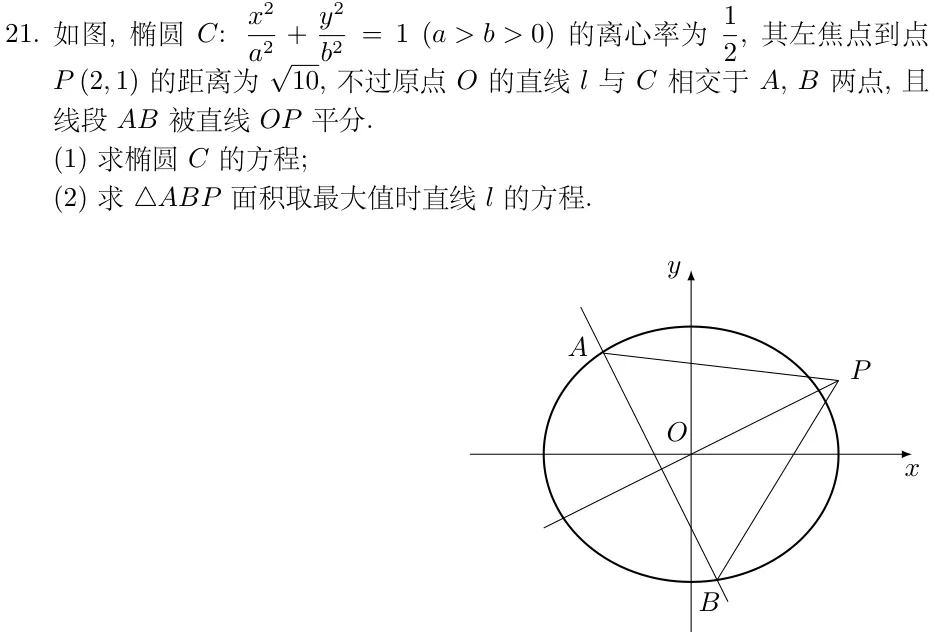 21. 如图, 椭圆 C: x²/a² + y²/b² = 1 (a > b > 0) 的离心率为 1/2, 其左焦点到点
P (2, 1) 的距离为 √10, 不过原点 O 的直线 l 与 C 相交于 A, B 两点, 且
线段 AB 被直线 OP 平分.
(1) 求椭圆 C 的方程;
(2) 求 △ABP 面积取最大值时直线 l 的方程.
y
A
P
O
x
B